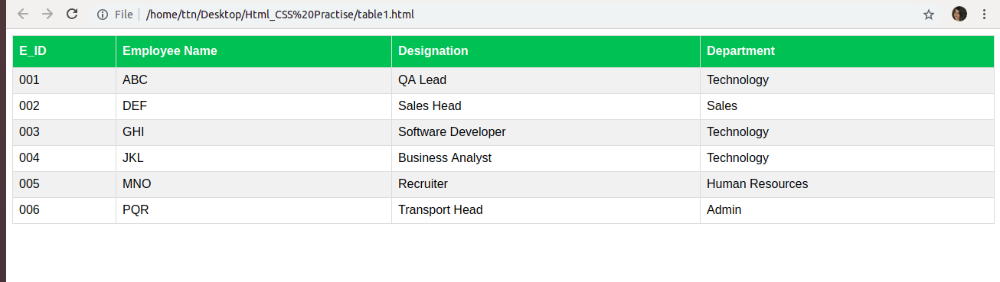 File /home/ttn/Desktop/Html_CSS%20Practise/table1.html
E_ID Employee Name Designation Department
001 ABC QA Lead Technology
002 DEF Sales Head Sales
003 GHI Software Developer Technology
004 JKL Business Analyst Technology
005 MNO Recruiter Human Resources
006 PQR Transport Head Admin